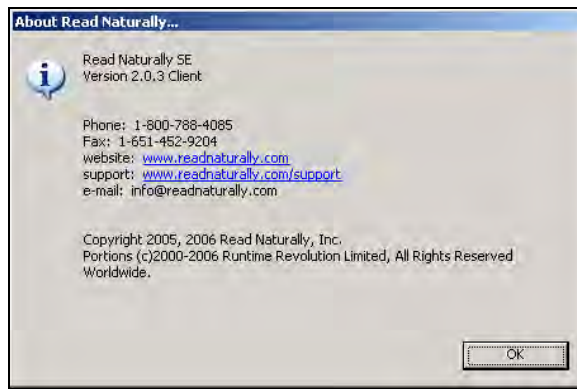 About Read Naturally...
Read Naturally SE
Version 2.0.3 Client
Phone: 1-800-788-4085
Fax: 1-651-452-9204
website: www.readnaturally.com
support: www.readnaturally.com/support
e-mail: info@readnaturally.com
Copyright 2005, 2006 Read Naturally, Inc.
Portions (c)2000-2006 Runtime Revolution Limited, All Rights Reserved
Worldwide.
OK